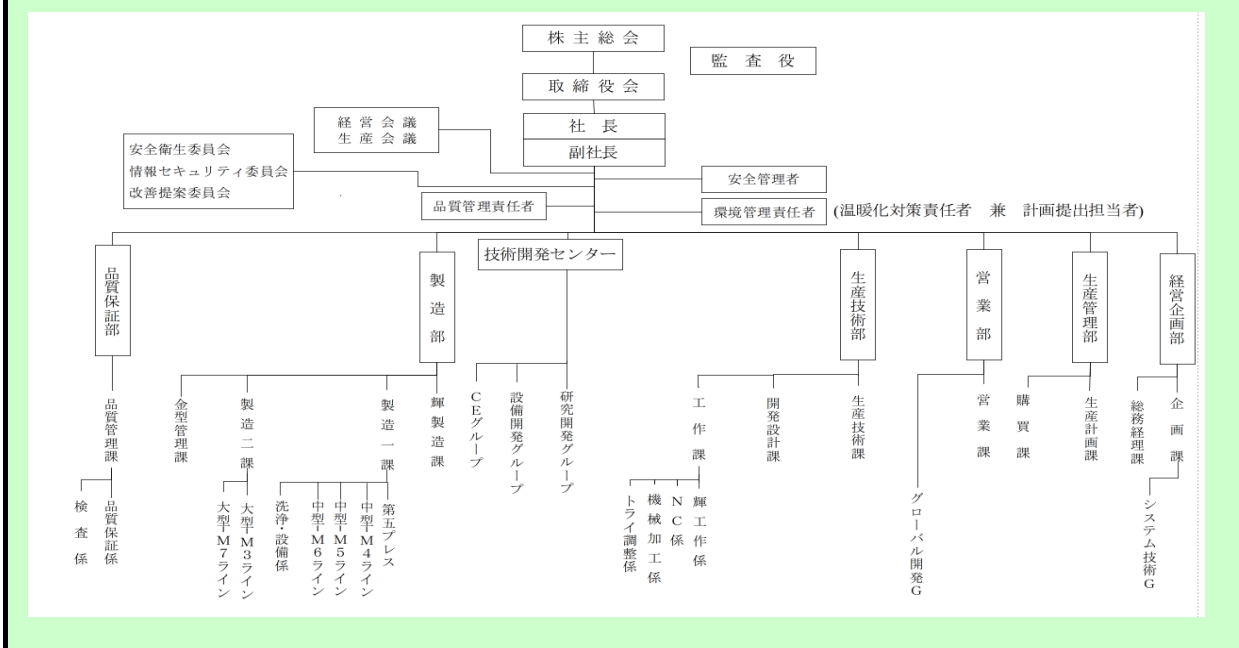 株主総会
監査役
取締役会
社長
副社長
経営会議
生産会議
安全衛生委員会
情報セキュリティ委員会
改善提案委員会
安全管理者
品質管理責任者
環境管理責任者
(温暖化対策責任者 兼 計画提出担当者)
品質保証部
製造部
技術開発センター
生産技術部
営業部
生産管理部
経営企画部
品質管理課
金型管理課
製造二課
製造一課
輝製造課
CEグループ
設備開発グループ
研究開発グループ
工作課
開発設計課
生産技術課
グローバル開発G
営業課
購買課
生産計画課
総務経理課
企画課
検査係
品質保証係
大型TM7ライン
大型TM3ライン
洗浄・設備係
中型TM6ライン
中型TM5ライン
中型TM4ライン
第五プレス
トライ調整係
機械加工係
NC係
輝工作係
システム技術G